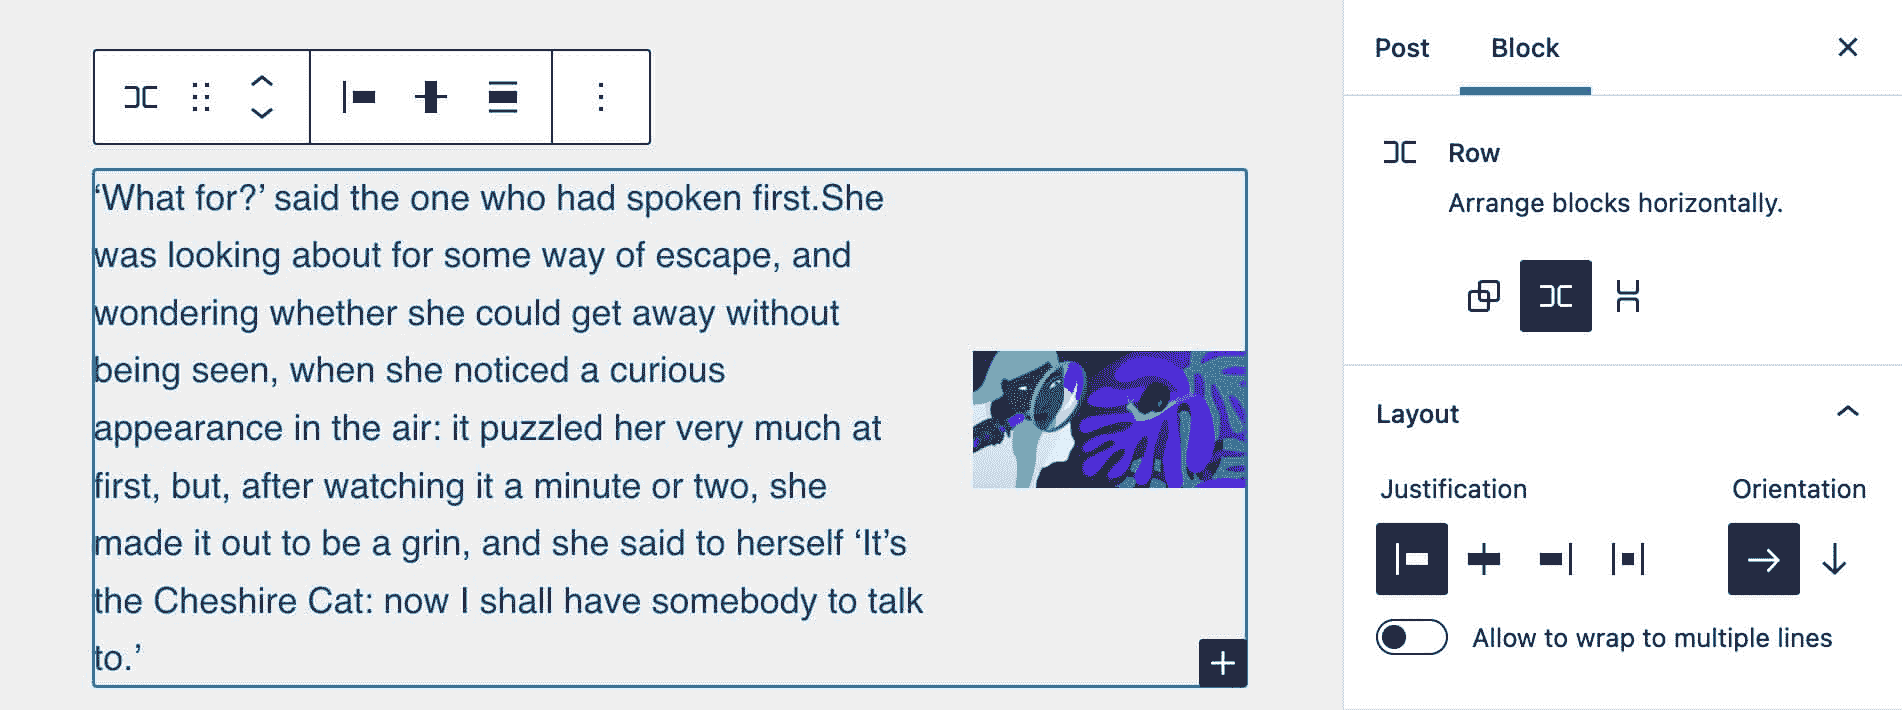 Post Block
‘What for?’ said the one who had spoken first.She
was looking about for some way of escape, and
wondering whether she could get away without
being seen, when she noticed a curious
appearance in the air: it puzzled her very much at
first, but, after watching it a minute or two, she
made it out to be a grin, and she said to herself ‘It’s
the Cheshire Cat: now I shall have somebody to talk
to.’
Row
Arrange blocks horizontally.
Layout
Justification Orientation
Allow to wrap to multiple lines